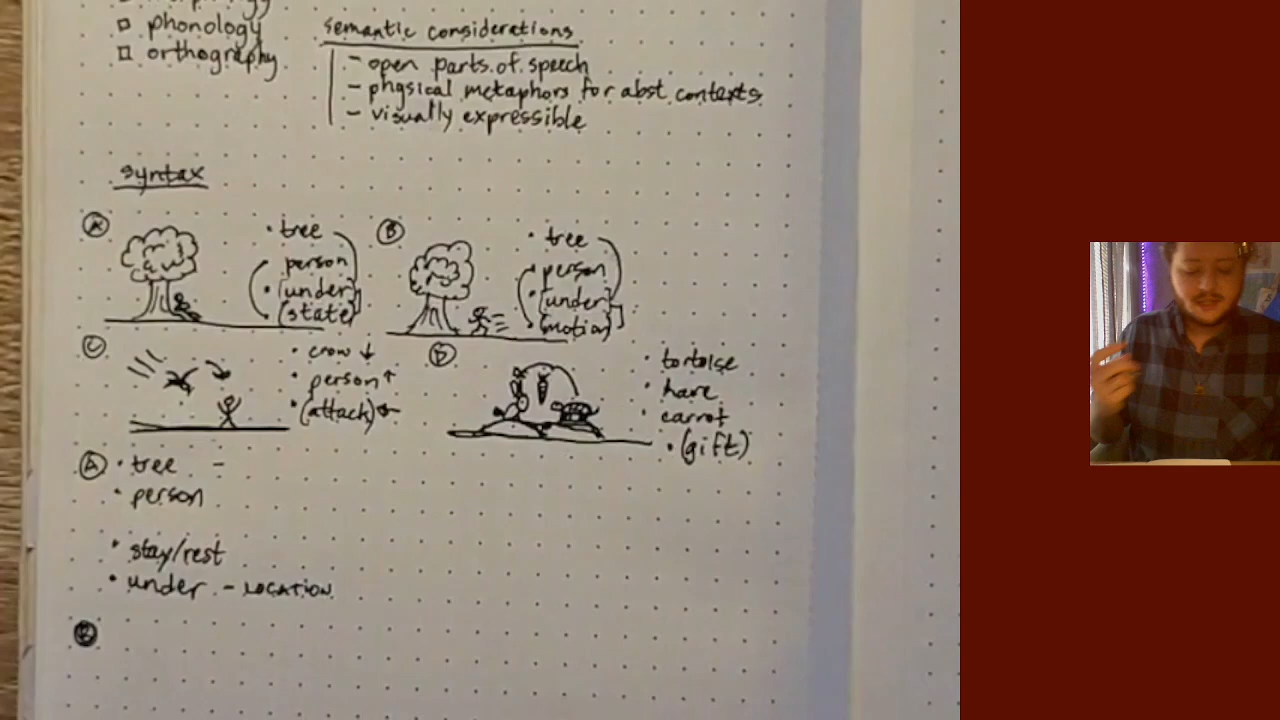 phonology
orthography
semantic considerations
- open parts of speech
- physical metaphors for abst contexts
- visually expressible
syntax
A
• tree
person
• (under)
(state)
B
• tree
person
• (under)
• (motion)
C
• crow ↓
• person ↑
• (attack)
D
• tortoise
• hare
• carrot
• (gift)
A • tree -
• person
• stay/rest
• under - LOCATION